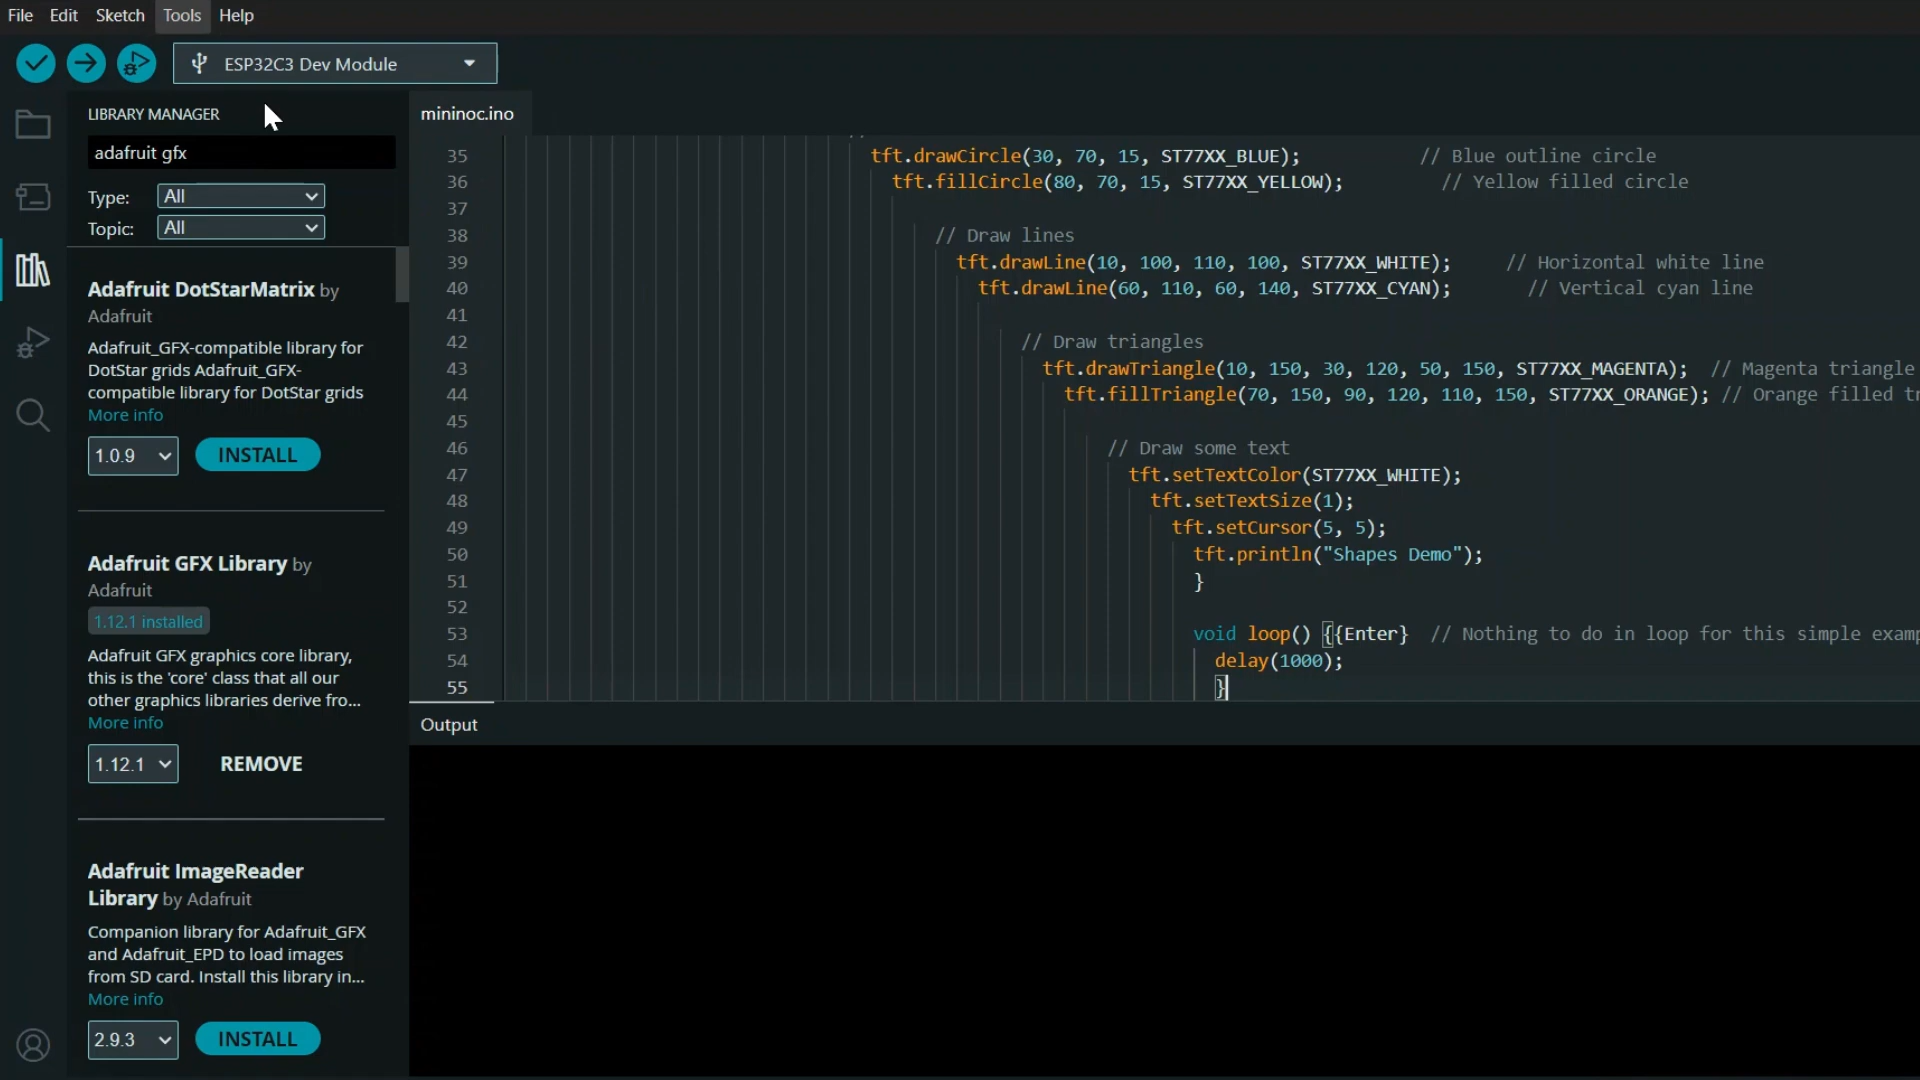 File Edit Sketch Tools Help
ESP32C3 Dev Module
LIBRARY MANAGER
adafruit gfx
Type: All
Topic: All
Adafruit DotStarMatrix by
Adafruit
Adafruit_GFX-compatible library for
DotStar grids Adafruit_GFX-
compatible library for DotStar grids
More info
1.0.9 INSTALL
Adafruit GFX Library by
Adafruit
1.12.1 installed
Adafruit GFX graphics core library,
this is the 'core' class that all our
other graphics libraries derive fro...
More info
1.12.1 REMOVE
Adafruit ImageReader
Library by Adafruit
Companion library for Adafruit_GFX
and Adafruit_EPD to load images
from SD card. Install this library in...
More info
2.9.3 INSTALL
mininoc.ino
35 tft.drawCircle(30, 70, 15, ST77XX_BLUE); // Blue outline circle
36 tft.fillCircle(80, 70, 15, ST77XX_YELLOW); // Yellow filled circle
37
38 // Draw lines
39 tft.drawLine(10, 100, 110, 100, ST77XX_WHITE); // Horizontal white line
40 tft.drawLine(60, 110, 60, 140, ST77XX_CYAN); // Vertical cyan line
41
42 // Draw triangles
43 tft.drawTriangle(10, 150, 30, 120, 50, 150, ST77XX_MAGENTA); // Magenta triangle
44 tft.fillTriangle(70, 150, 90, 120, 110, 150, ST77XX_ORANGE); // Orange filled
45
46 // Draw some text
47 tft.setTextColor(ST77XX_WHITE);
48 tft.setTextSize(1);
49 tft.setCursor(5, 5);
50 tft.println("Shapes Demo");
51 }
52
53 void loop() {{Enter} // Nothing to do in loop for this simple
54 delay(1000);
55 }
Output